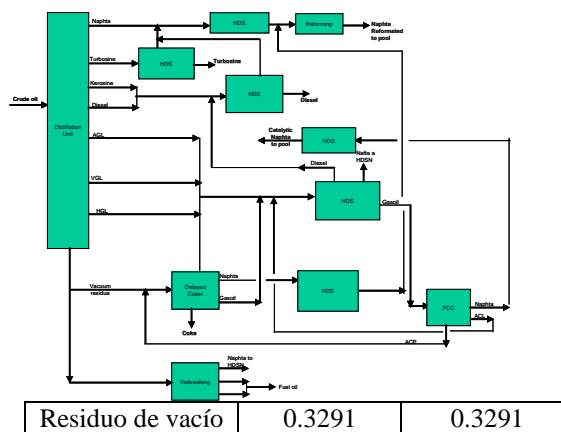 Naphta
HDS
Reforming
Naphta
Reformated
to pool
Turbosine
HDS
Turbosine
Kerosine
HDS
Diesel
Diesel
Crude oil
Distillation
Unit
Catalytic
Naphta
to pool
HDS
AGL
Nafta a
HDSN
Diesel
VGL
HDS
Gasoil
HGL
Vacuum
residus
Delayed
Coker
Naphta
Gasoil
HDS
FCC
Naphta
ACL
Coke
ACP
Naphta to
HDSN
Visbreaking
Fuel oil
Residuo de vacío 0.3291 0.3291